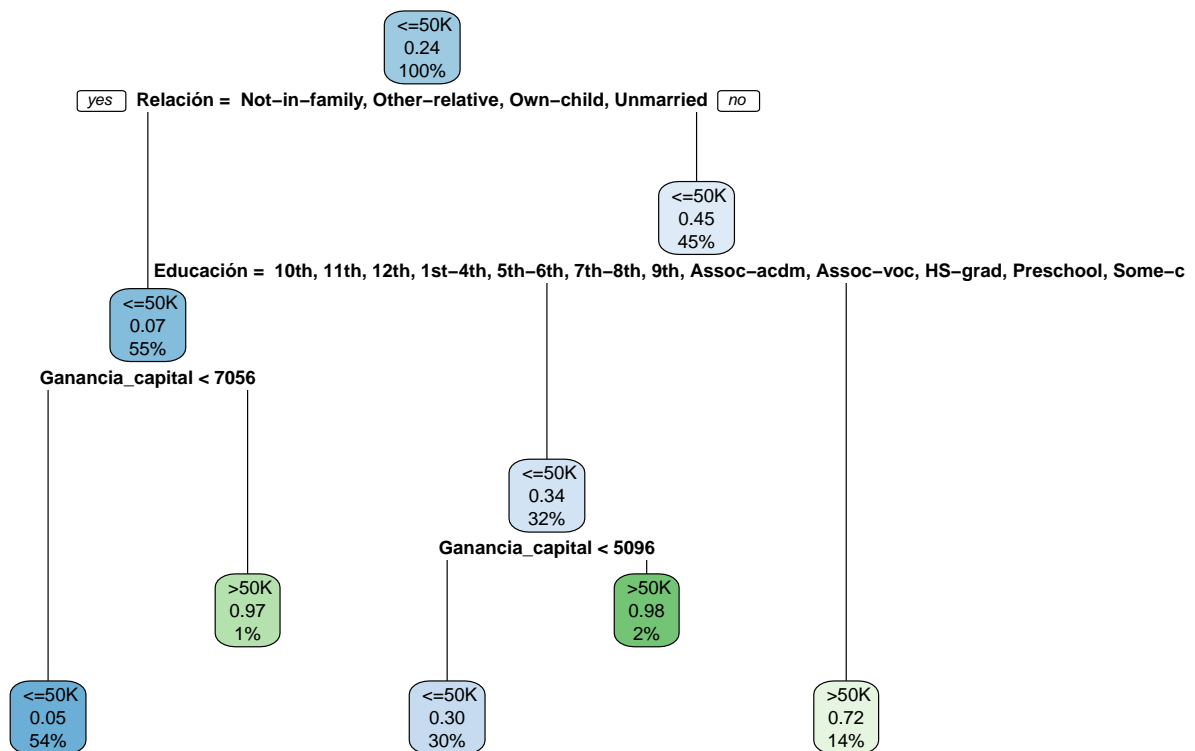 <=50K
0.24
100%
yes Relación = Not−in−family, Other−relative, Own−child, Unmarried no
<=50K
0.45
45%
Educación = 10th, 11th, 12th, 1st−4th, 5th−6th, 7th−8th, 9th, Assoc−acdm, Assoc−voc, HS−grad, Preschool, Some−c
<=50K
0.07
55%
Ganancia_capital < 7056
<=50K
0.34
32%
Ganancia_capital < 5096
>50K
0.97
1%
>50K
0.98
2%
<=50K
0.05
54%
<=50K
0.30
30%
>50K
0.72
14%